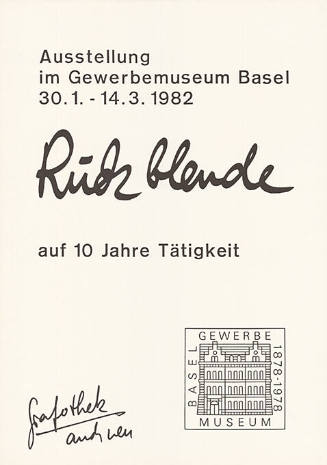 Ausstellung
im Gewerbemuseum Basel
30.1. - 14.3. 1982
Rückblende
auf 10 Jahre Tätigkeit
GEWERBE
BASEL
1878-1978
MUSEUM
Grafothek